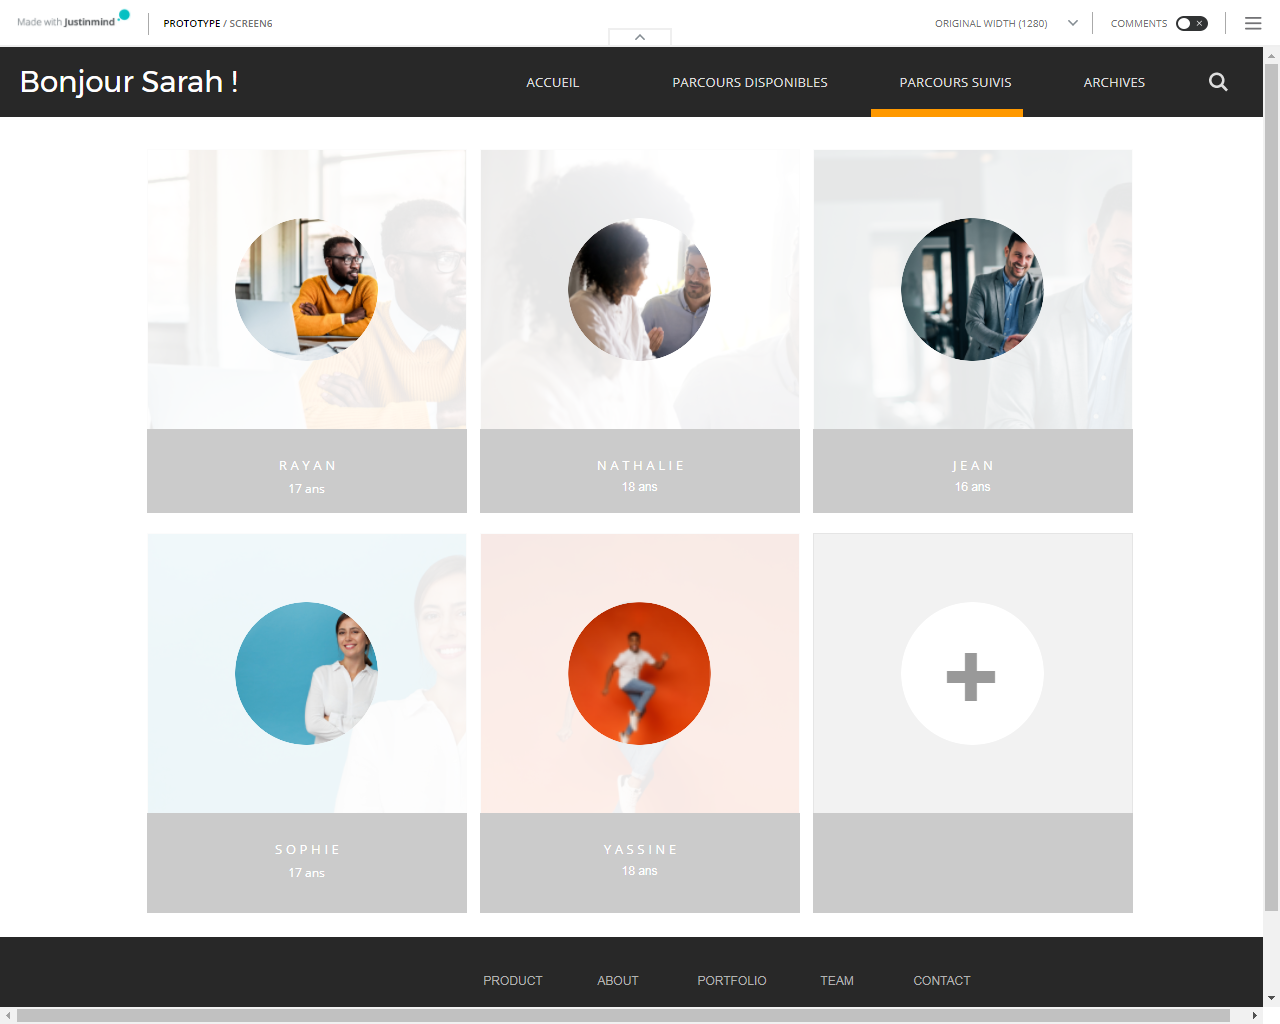 Made with Justinmind
PROTOTYPE / SCREEN6
ORIGINAL WIDTH (1280)
COMMENTS
Bonjour Sarah !
ACCUEIL
PARCOURS DISPONIBLES
PARCOURS SUIVIS
ARCHIVES
RAYAN
17 ans
NATHALIE
18 ans
JEAN
16 ans
SOPHIE
17 ans
YASSINE
18 ans
PRODUCT
ABOUT
PORTFOLIO
TEAM
CONTACT